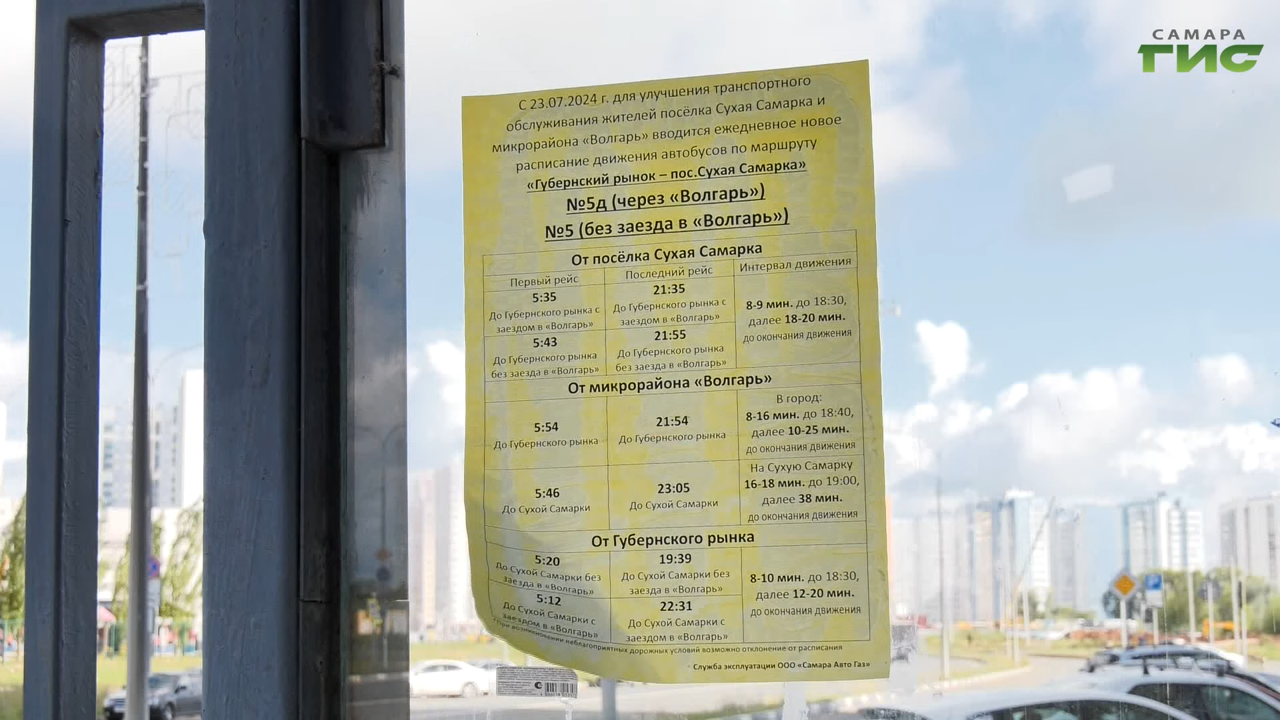 САМАРА
ГИС
С 23.07.2024 г. для улучшения транспортного
обслуживания жителей посёлка Сухая Самарка и
микрорайона «Волгарь» вводится ежедневное новое
расписание движения автобусов по маршруту
«Губернский рынок – пос.Сухая Самарка»
№5д (через «Волгарь»)
№5 (без заезда в «Волгарь»)
От посёлка Сухая Самарка
Первый рейс
Последний рейс
Интервал движения
5:35
До Губернского рынка с
заездом в «Волгарь»
21:35
До Губернского рынка с
заездом в «Волгарь»
8-9 мин. до 18:30,
далее 18-20 мин.
до окончания движения
5:43
До Губернского рынка
без заезда в «Волгарь»
21:55
До Губернского рынка
без заезда в «Волгарь»
От микрорайона «Волгарь»
5:54
До Губернского рынка
21:54
До Губернского рынка
В город:
8-16 мин. до 18:40,
далее 10-25 мин.
до окончания движения
5:46
До Сухой Самарки
23:05
До Сухой Самарки
На Сухую Самарку
16-18 мин. до 19:00,
далее 38 мин.
до окончания движения
От Губернского рынка
5:20
До Сухой Самарки без
заезда в «Волгарь»
19:39
До Сухой Самарки без
заезда в «Волгарь»
8-10 мин. до 18:30,
далее 12-20 мин.
до окончания движения
5:12
До Сухой Самарки с
заездом в «Волгарь»
22:31
До Сухой Самарки с
заездом в «Волгарь»
При возникновении неблагоприятных дорожных условий возможно отклонение от расписания
Служба эксплуатации ООО «Самара Авто Газ»